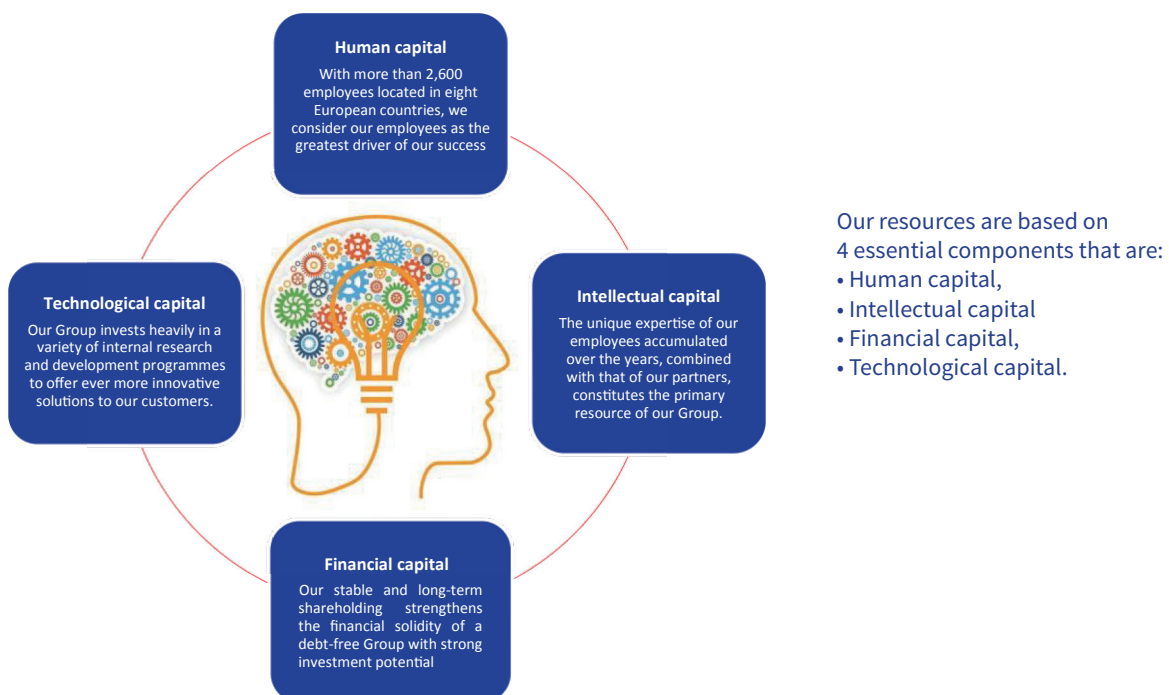 Human capital
With more than 2,600
employees located in eight
European countries, we
consider our employees as the
greatest driver of our success
Technological capital
Our Group invests heavily in a
variety of internal research
and development programmes
to offer ever more innovative
solutions to our customers.
Intellectual capital
The unique expertise of our
employees accumulated
over the years, combined
with that of our partners,
constitutes the primary
resource of our Group.
Financial capital
Our stable and long-term
shareholding strengthens
the financial solidity of a
debt-free Group with strong
investment potential
Our resources are based on
4 essential components that are:
• Human capital,
• Intellectual capital
• Financial capital,
• Technological capital.